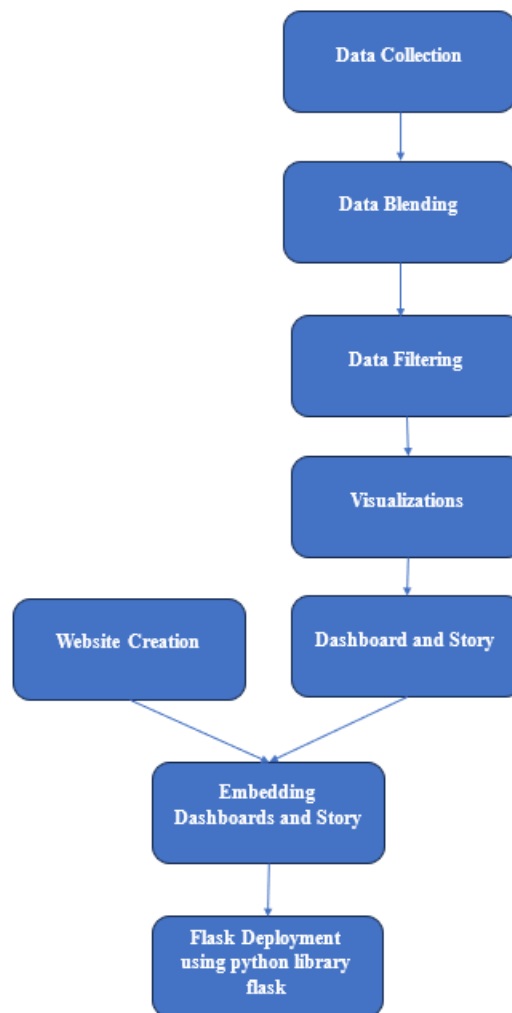 Data Collection
Data Blending
Data Filtering
Visualizations
Website Creation
Dashboard and Story
Embedding
Dashboards and Story
Flask Deployment
using python library
flask